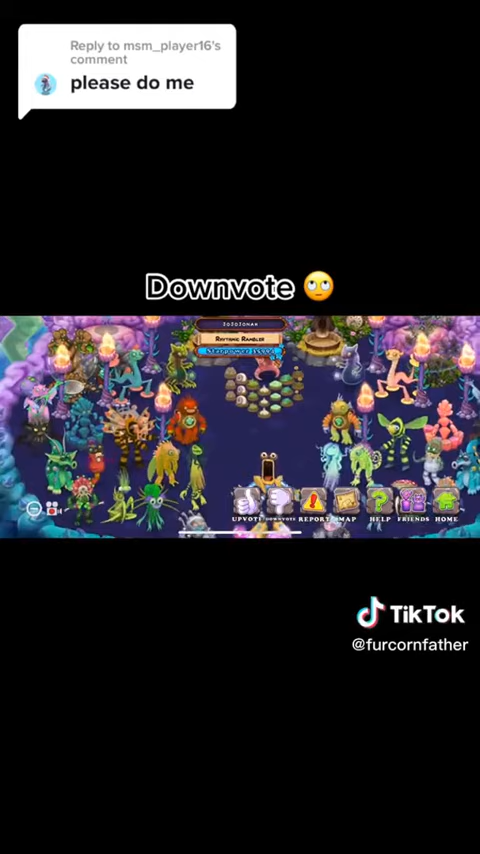 Reply to msm_player16's
comment
please do me
Downvote 🙄
JOJOJONAH
RHYTHMIC RAMBLER
UPVOTE DOWNVOTE REPORT MAP HELP FRIENDS HOME
TikTok
@furcornfather